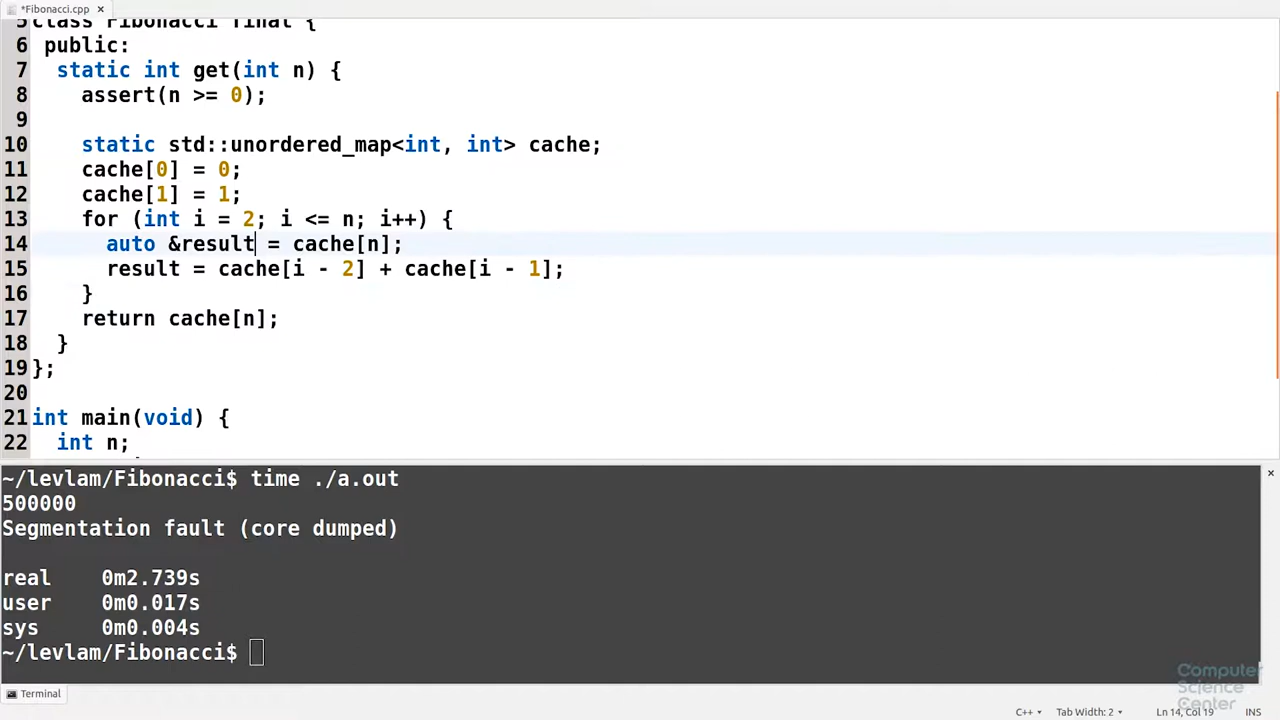 *Fibonacci.cpp ×
5 class Fibonacci final {
6 public:
7 static int get(int n) {
8 assert(n >= 0);
9
10 static std::unordered_map<int, int> cache;
11 cache[0] = 0;
12 cache[1] = 1;
13 for (int i = 2; i <= n; i++) {
14 auto &result = cache[n];
15 result = cache[i - 2] + cache[i - 1];
16 }
17 return cache[n];
18 }
19 };
20
21 int main(void) {
22 int n;
~/levlam/Fibonacci$ time ./a.out
500000
Segmentation fault (core dumped)
real 0m2.739s
user 0m0.017s
sys 0m0.004s
~/levlam/Fibonacci$
Computer
Science
Center
Terminal
C++ Tab Width: 2 Ln 14, Col 19 INS